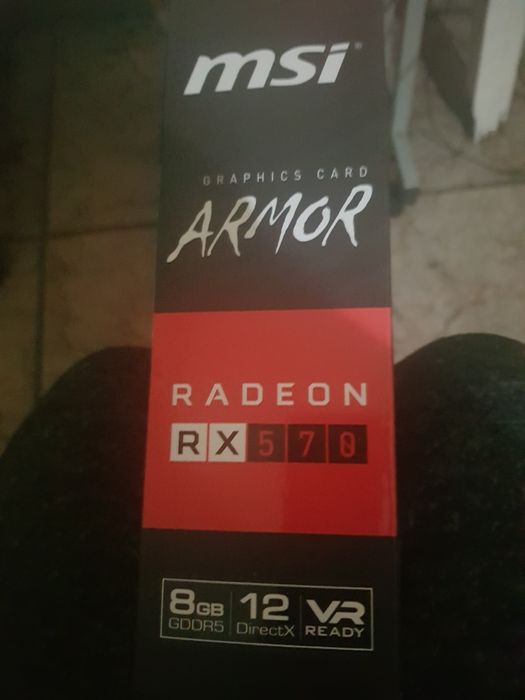 msi
GRAPHICS CARD
ARMOR
RADEON
RX 570
8GB 12 VR
GDDR5 DirectX READY